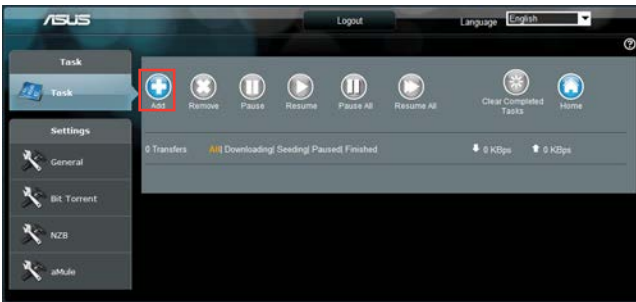 ASUS Logout Language English
Task
Task
Add Remove Pause Resume Pause All Resume All Clear Completed Tasks Home
Settings
0 Transfers All| Downloading| Seeding| Paused| Finished 0 KBps 0 KBps
General
Bit Torrent
NZB
aMule